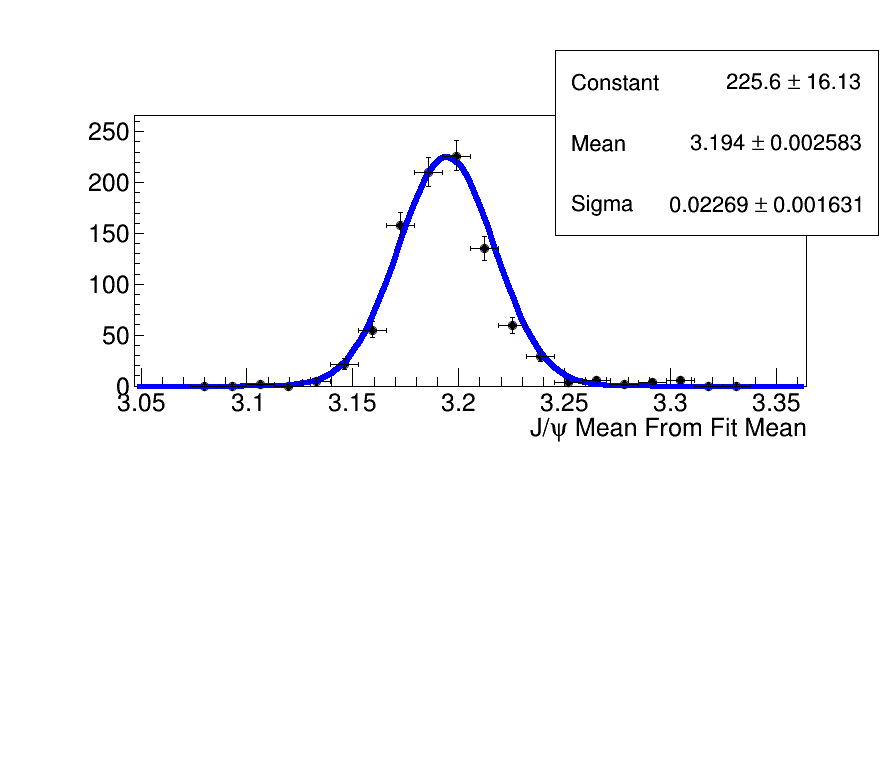 Constant 225.6 ± 16.13
Mean 3.194 ± 0.002583
Sigma 0.02269 ± 0.001631
250
200
150
100
50
0
3.05 3.1 3.15 3.2 3.25 3.3 3.35
J/ψ Mean From Fit Mean